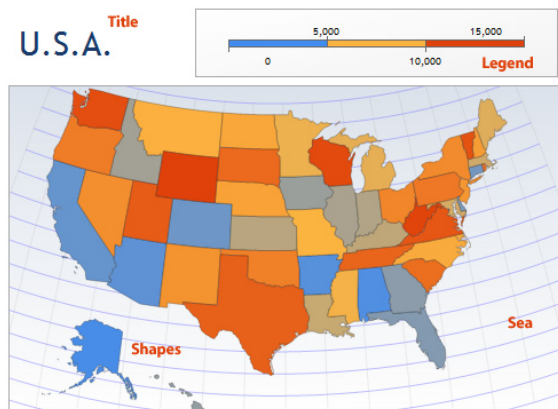 Title
U.S.A.
5,000
15,000
0
10,000
Legend
Sea
Shapes